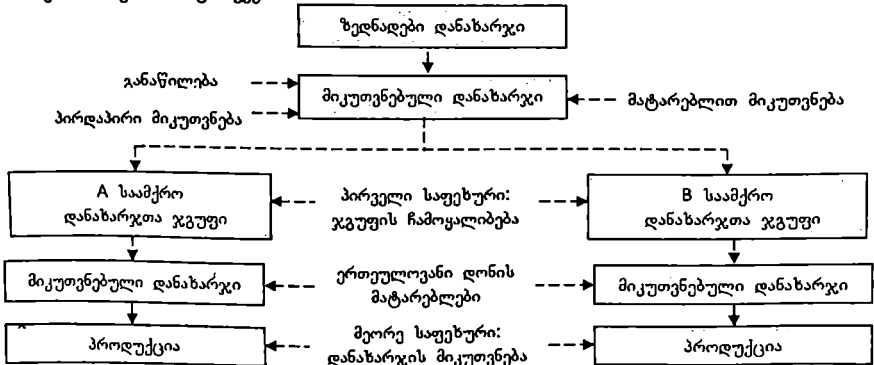 ზედნადები დანახარჯი
განაწილება
მიკუთვნებული დანახარჯი
მატარებლით მიკუთვნება
პირდაპირი მიკუთვნება
A საამქრო
დანახარჯთა ჯგუფი
პირველი საფეხური:
ჯგუფის ჩამოყალიბება
B საამქრო
დანახარჯთა ჯგუფი
მიკუთვნებული დანახარჯი
ერთეულოვანი დონის
მატარებლები
მიკუთვნებული დანახარჯი
პროდუქცია
მეორე საფეხური:
დანახარჯის მიკუთვნება
პროდუქცია